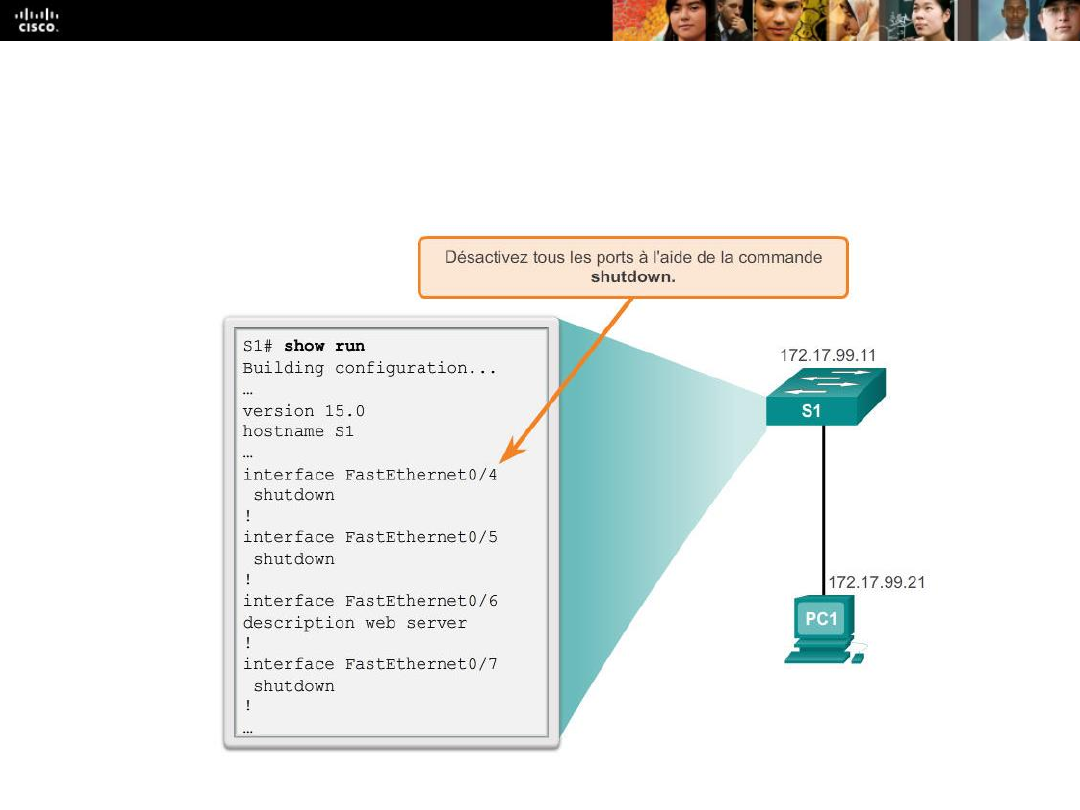 CISCO.
Désactivez tous les ports à l'aide de la commande
shutdown.
S1# show run
Building configuration...
…
version 15.0
hostname S1
…
interface FastEthernet0/4
shutdown
!
interface FastEthernet0/5
shutdown
!
interface FastEthernet0/6
description web server
!
interface FastEthernet0/7
shutdown
!
…
172.17.99.11
S1
172.17.99.21
PC1